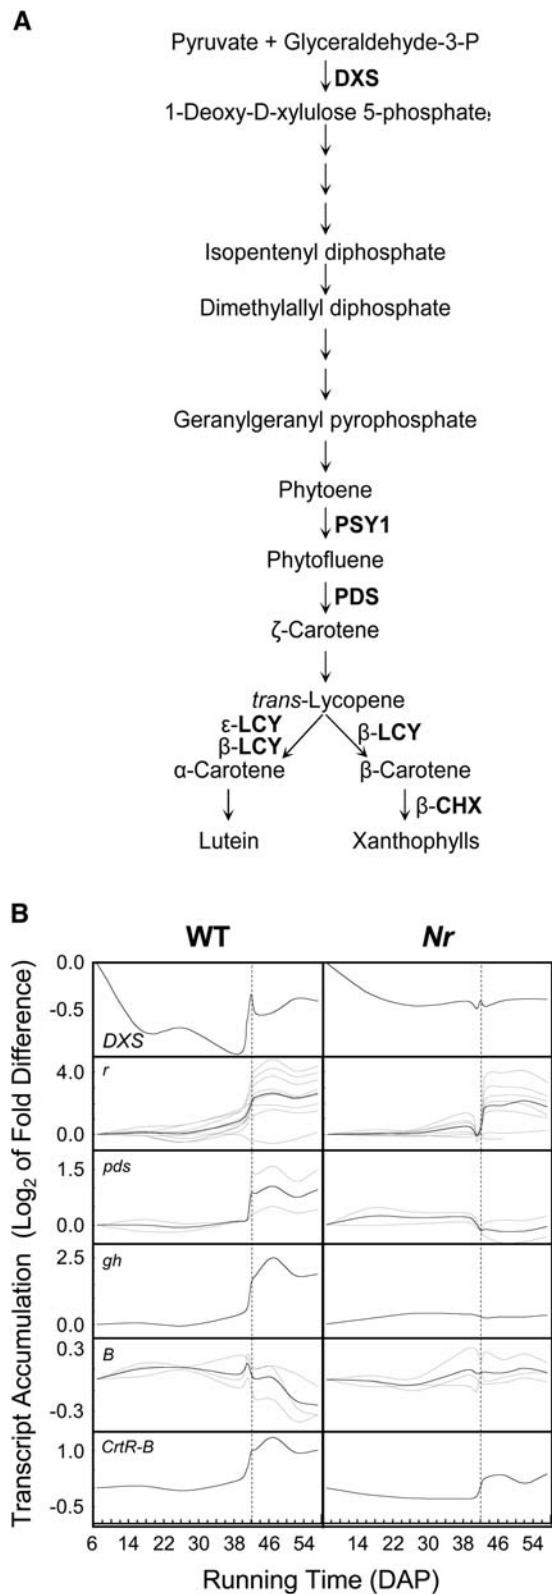 A
Pyruvate + Glyceraldehyde-3-P
DXS
1-Deoxy-D-xylulose 5-phosphate
Isopentenyl diphosphate
Dimethylallyl diphosphate
Geranylgeranyl pyrophosphate
Phytoene
PSY1
Phytofluene
PDS
ζ-Carotene
trans-Lycopene
ε-LCY
β-LCY
β-LCY
α-Carotene
β-Carotene
β-CHX
Lutein
Xanthophylls
B
WT
Nr
Transcript Accumulation (Log2 of Fold Difference)
0.0
-0.5
DXS
4.0
0.0
r
1.5
0.0
pds
2.5
0.0
gh
0.3
-0.3
B
1.0
-0.5
CrtR-B
6 14 22 30 38 46 54
14 22 30 38 46 54
Running Time (DAP)